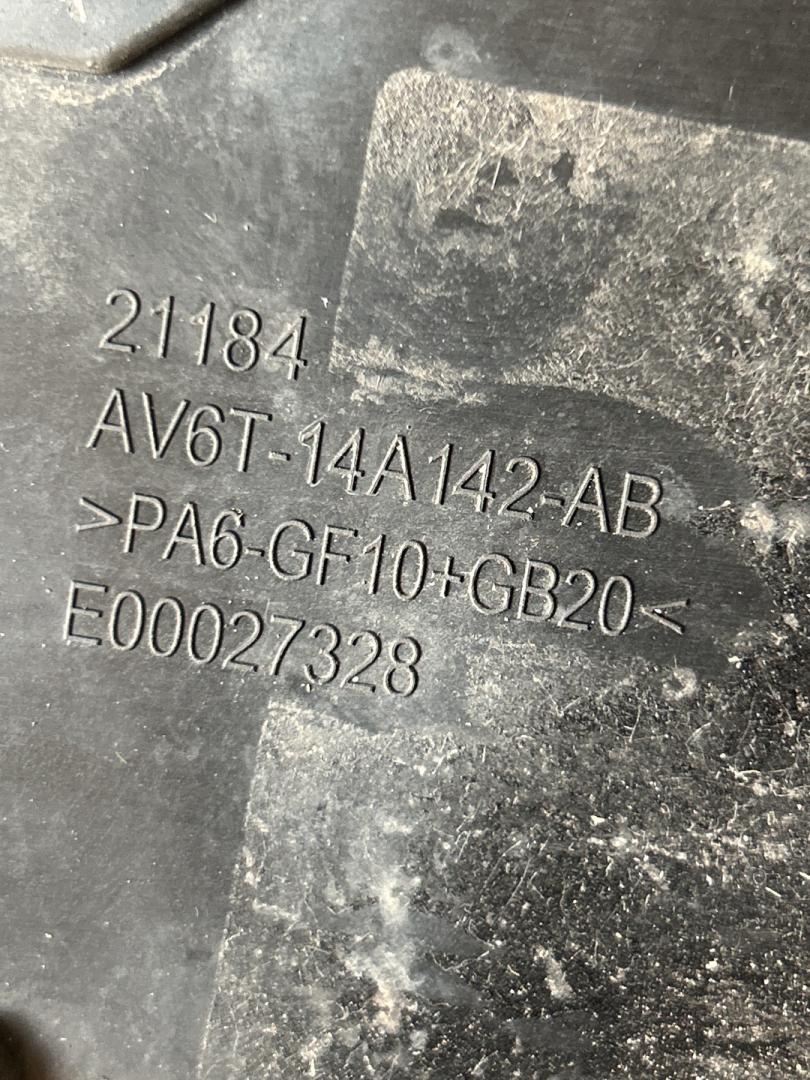 21184
AV6T-14A142-AB
>PA6-GF10+GB20<
E00027328